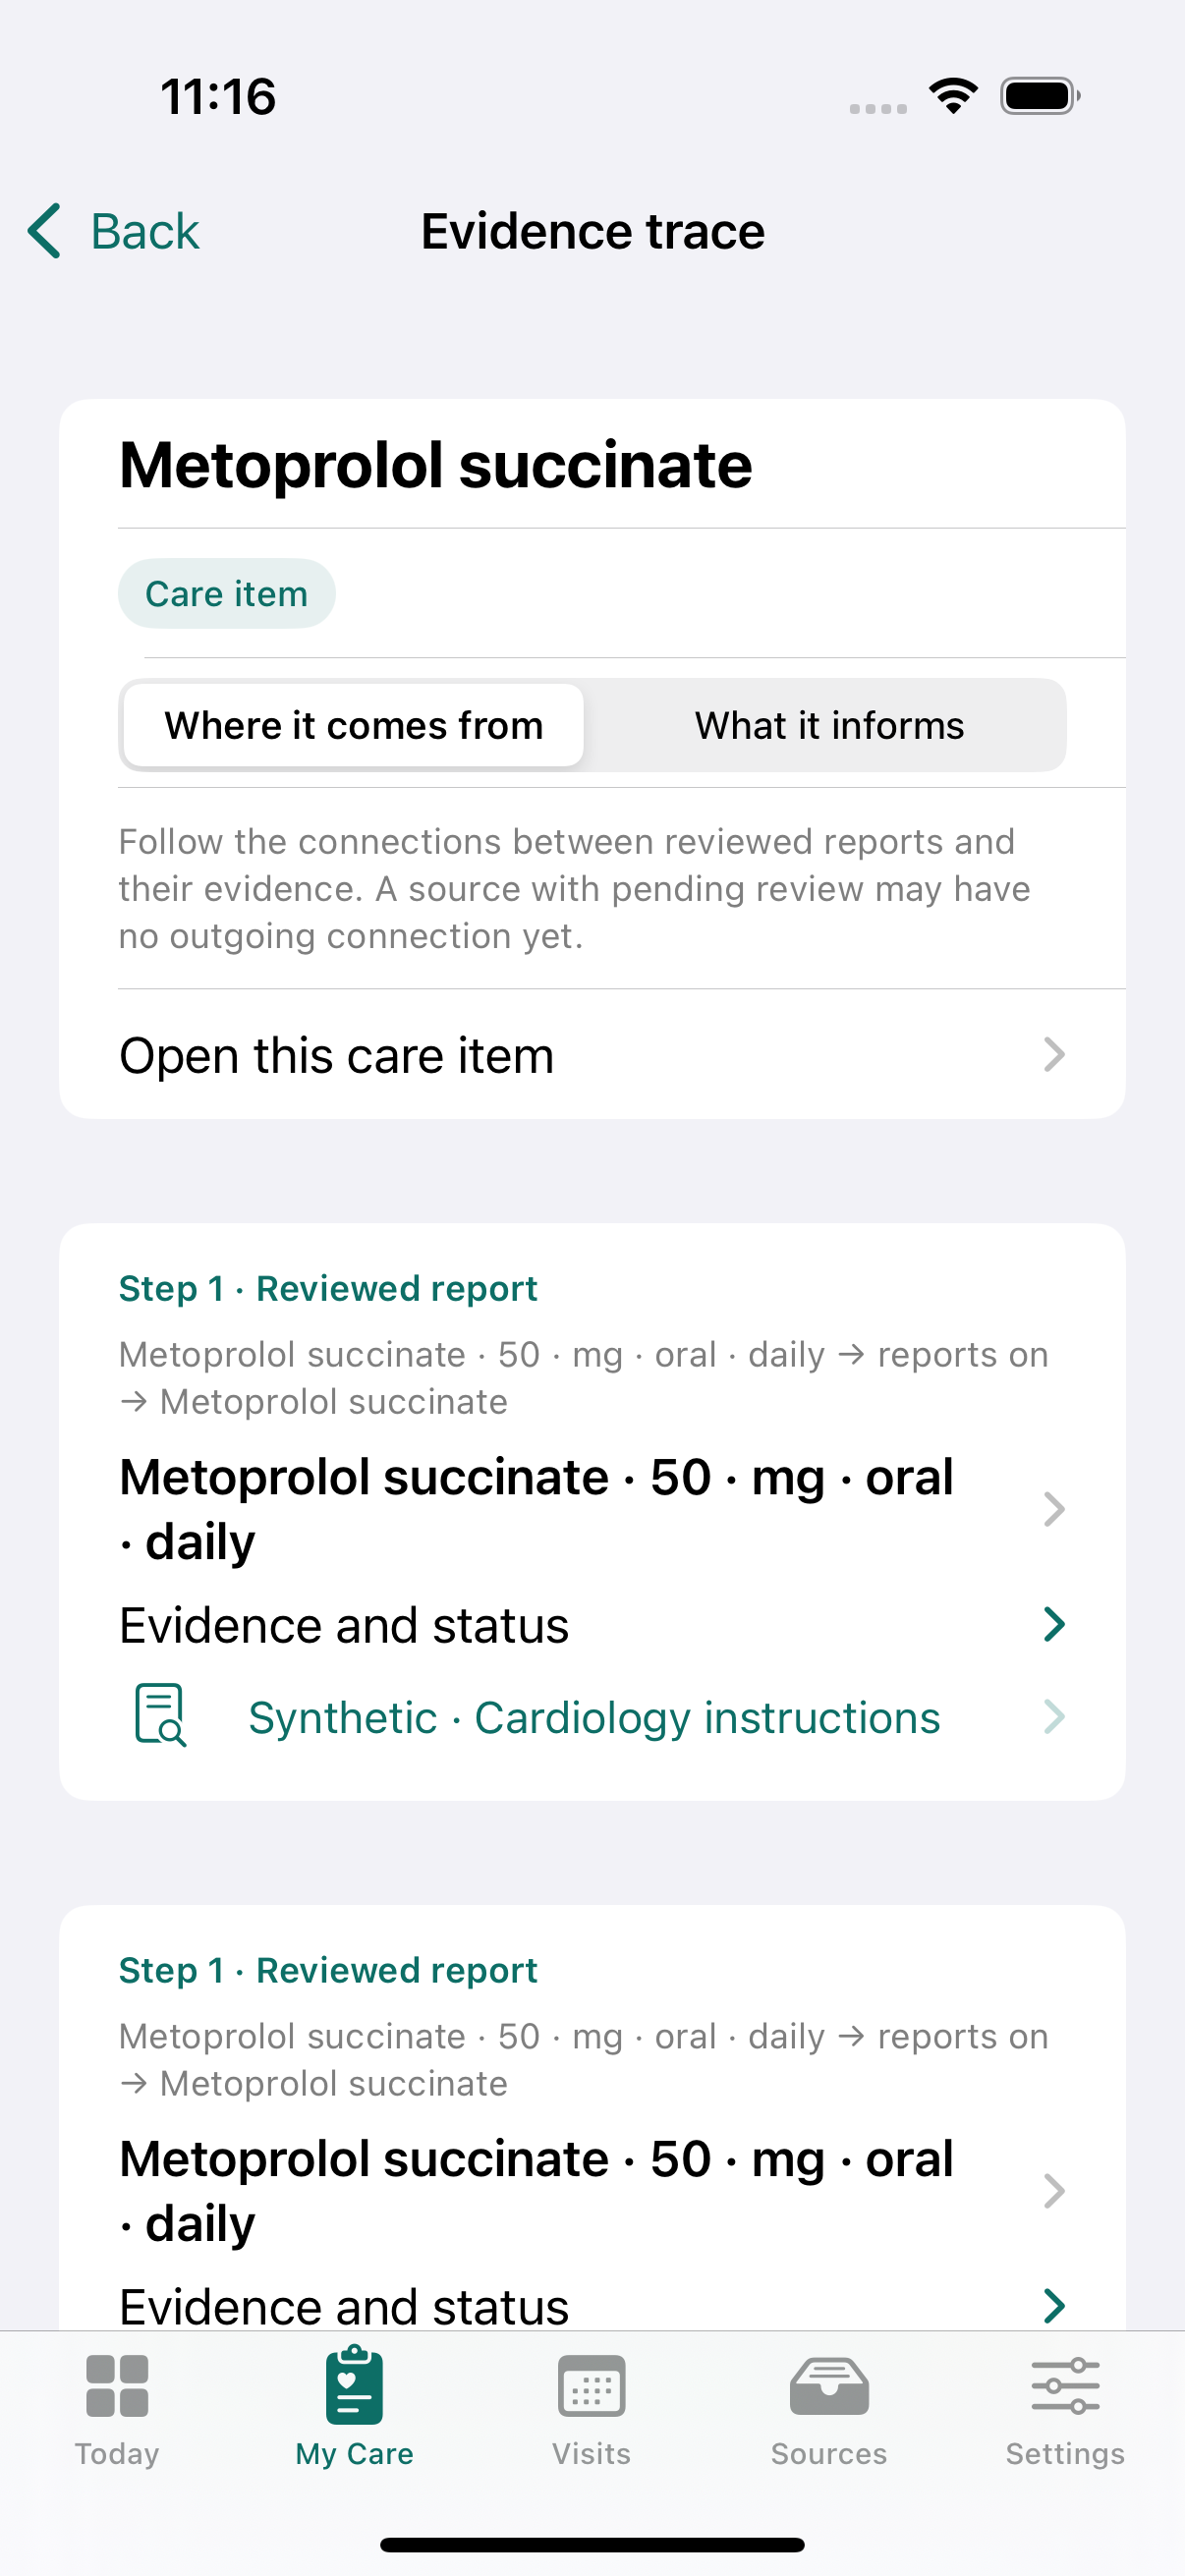 11:16
Back
Evidence trace
Metoprolol succinate
Care item
Where it comes from
What it informs
Follow the connections between reviewed reports and
their evidence. A source with pending review may have
no outgoing connection yet.
Open this care item
Step 1 · Reviewed report
Metoprolol succinate · 50 · mg · oral · daily → reports on
→ Metoprolol succinate
Metoprolol succinate · 50 · mg · oral
· daily
Evidence and status
Synthetic · Cardiology instructions
Step 1 · Reviewed report
Metoprolol succinate · 50 · mg · oral · daily → reports on
→ Metoprolol succinate
Metoprolol succinate · 50 · mg · oral
· daily
Evidence and status
Today
My Care
Visits
Sources
Settings